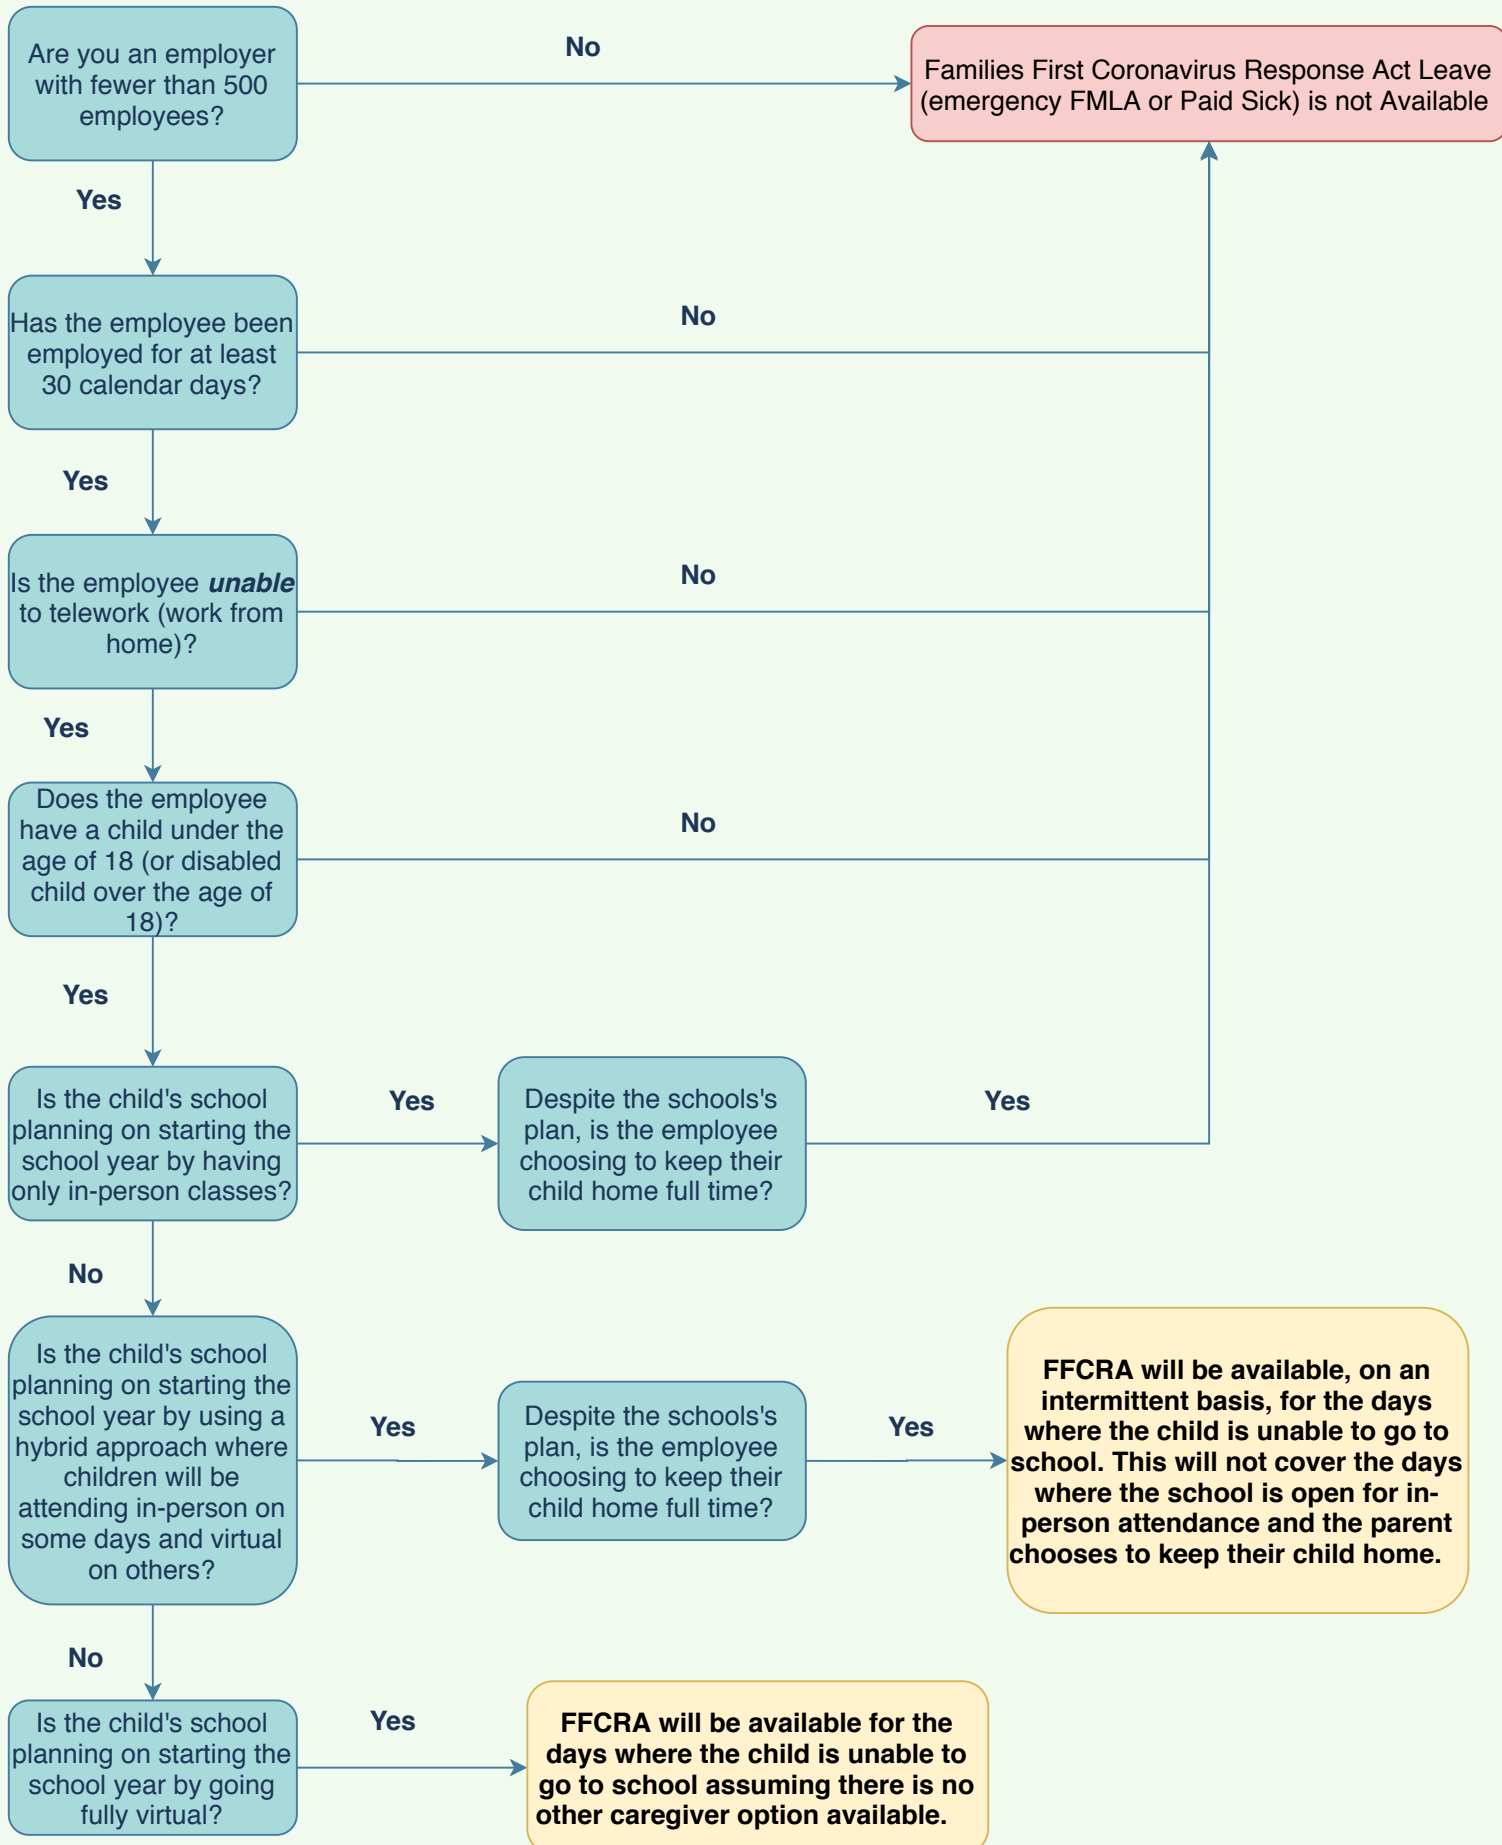 Are you an employer
with fewer than 500
employees?
No
Families First Coronavirus Response Act Leave
(emergency FMLA or Paid Sick) is not Available
Yes
Has the employee been
employed for at least
30 calendar days?
No
Yes
Is the employee unable
to telework (work from
home)?
No
Yes
Does the employee
have a child under the
age of 18 (or disabled
child over the age of
18)?
No
Yes
Is the child's school
planning on starting the
school year by having
only in-person classes?
Yes
Despite the schools's
plan, is the employee
choosing to keep their
child home full time?
Yes
No
Is the child's school
planning on starting the
school year by using a
hybrid approach where
children will be
attending in-person on
some days and virtual
on others?
Yes
Despite the schools's
plan, is the employee
choosing to keep their
child home full time?
Yes
FFCRA will be available, on an
intermittent basis, for the days
where the child is unable to go to
school. This will not cover the days
where the school is open for in-
person attendance and the parent
chooses to keep their child home.
No
Is the child's school
planning on starting the
school year by going
fully virtual?
Yes
FFCRA will be available for the
days where the child is unable to
go to school assuming there is no
other caregiver option available.